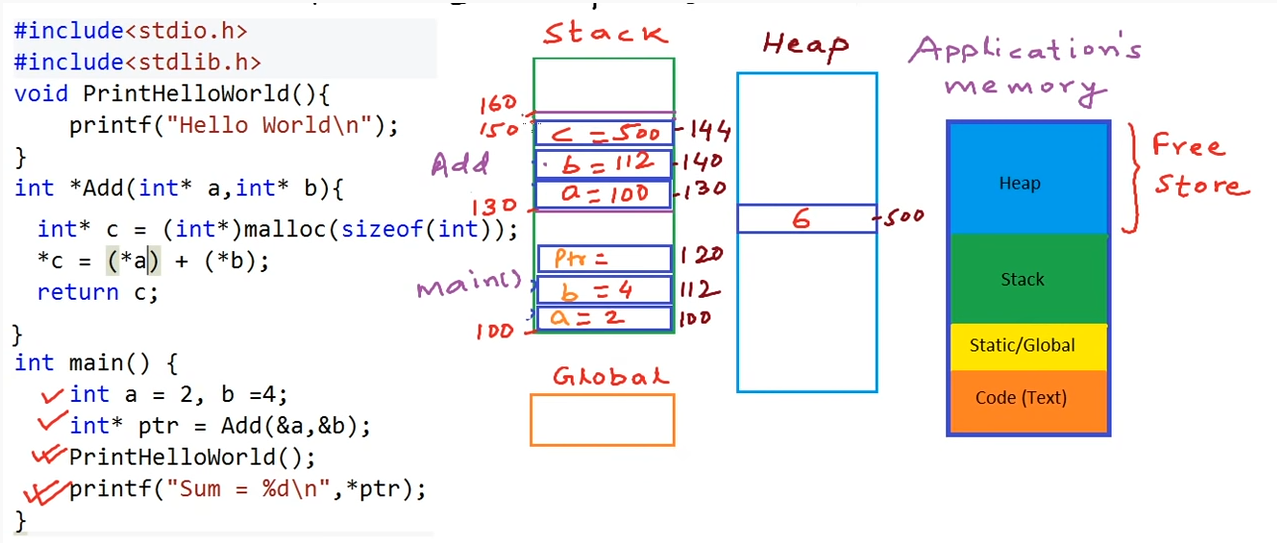 #include<stdio.h>
#include<stdlib.h>
void PrintHelloWorld(){
printf("Hello World\n");
}
int *Add(int* a,int* b){
int* c = (int*)malloc(sizeof(int));
*c = (*a) + (*b);
return c;
}
int main() {
int a = 2, b =4;
int* ptr = Add(&a,&b);
PrintHelloWorld();
printf("Sum = %d\n",*ptr);
}
Stack
160
150
c = 500
-144
Add
b = 112
-140
a = 100
-130
130
Ptr =
120
main()
b = 4
112
a = 2
100
100
Global
Heap
6
-500
Application's
memory
Heap
Stack
Static/Global
Code (Text)
Free
Store